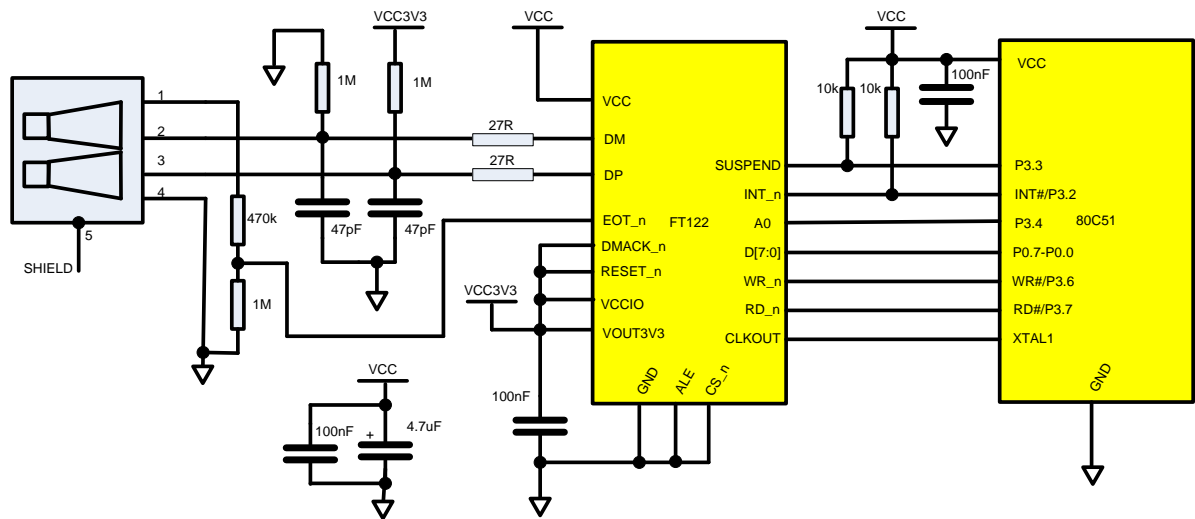 VCC3V3
VCC
VCC
1M
1M
10k
10k
100nF
VCC
1
VCC
2
27R
DM
3
27R
DP
SUSPEND
P3.3
4
INT_n
INT#/P3.2
470k
47pF
47pF
EOT_n
FT122
A0
P3.4
80C51
5
DMACK_n
D[7:0]
P0.7-P0.0
SHIELD
RESET_n
WR_n
WR#/P3.6
VCC3V3
1M
VCCIO
RD_n
RD#/P3.7
VOUT3V3
CLKOUT
XTAL1
VCC
GND
ALE
CS_n
GND
100nF
100nF
+
4.7uF